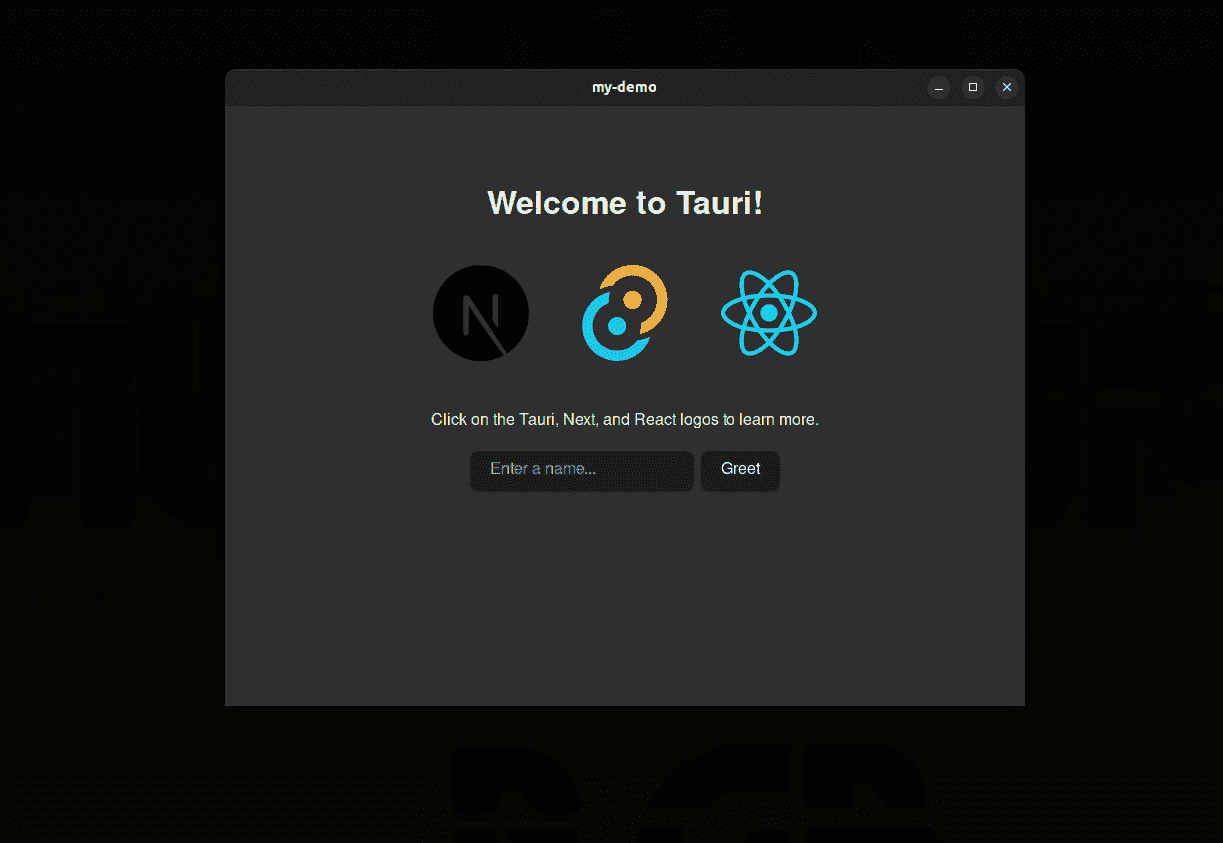 my-demo
Welcome to Tauri!
N
Click on the Tauri, Next, and React logos to learn more.
Enter a name...
Greet